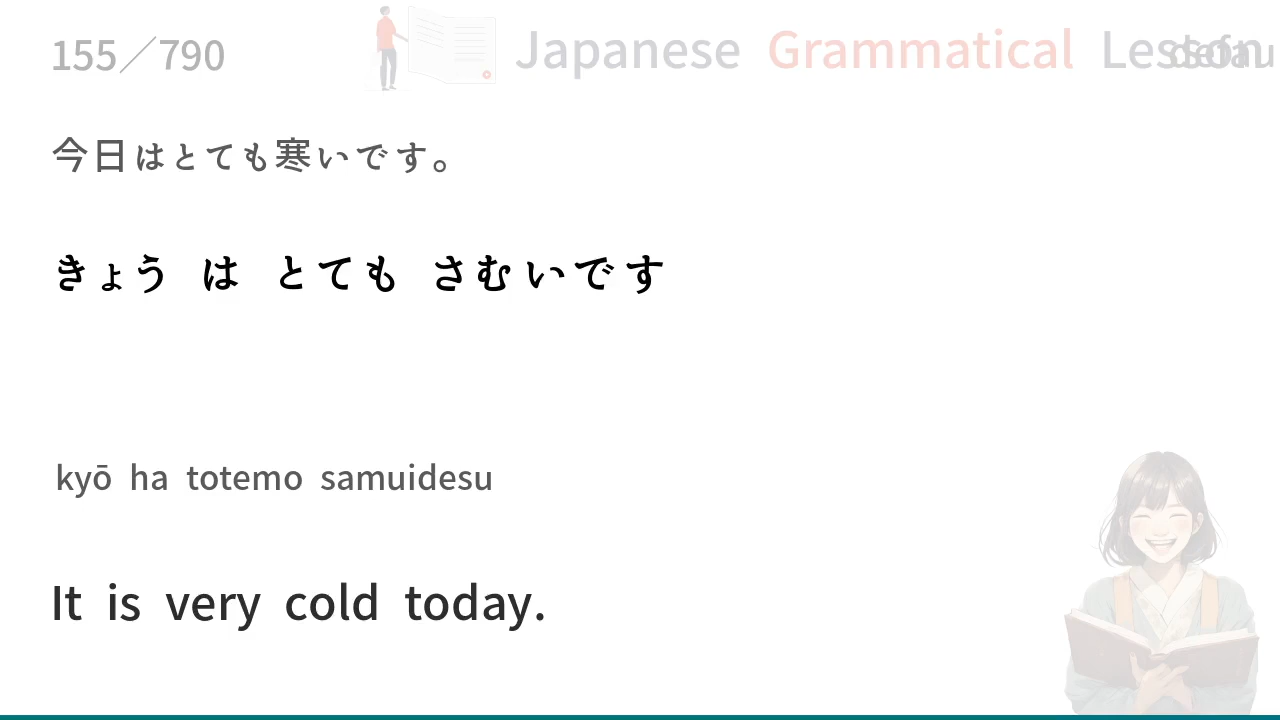 155／790
Japanese Grammatical Lesson
今日はとても寒いです。
きょう は とても さむいです
kyō ha totemo samuidesu
It is very cold today.